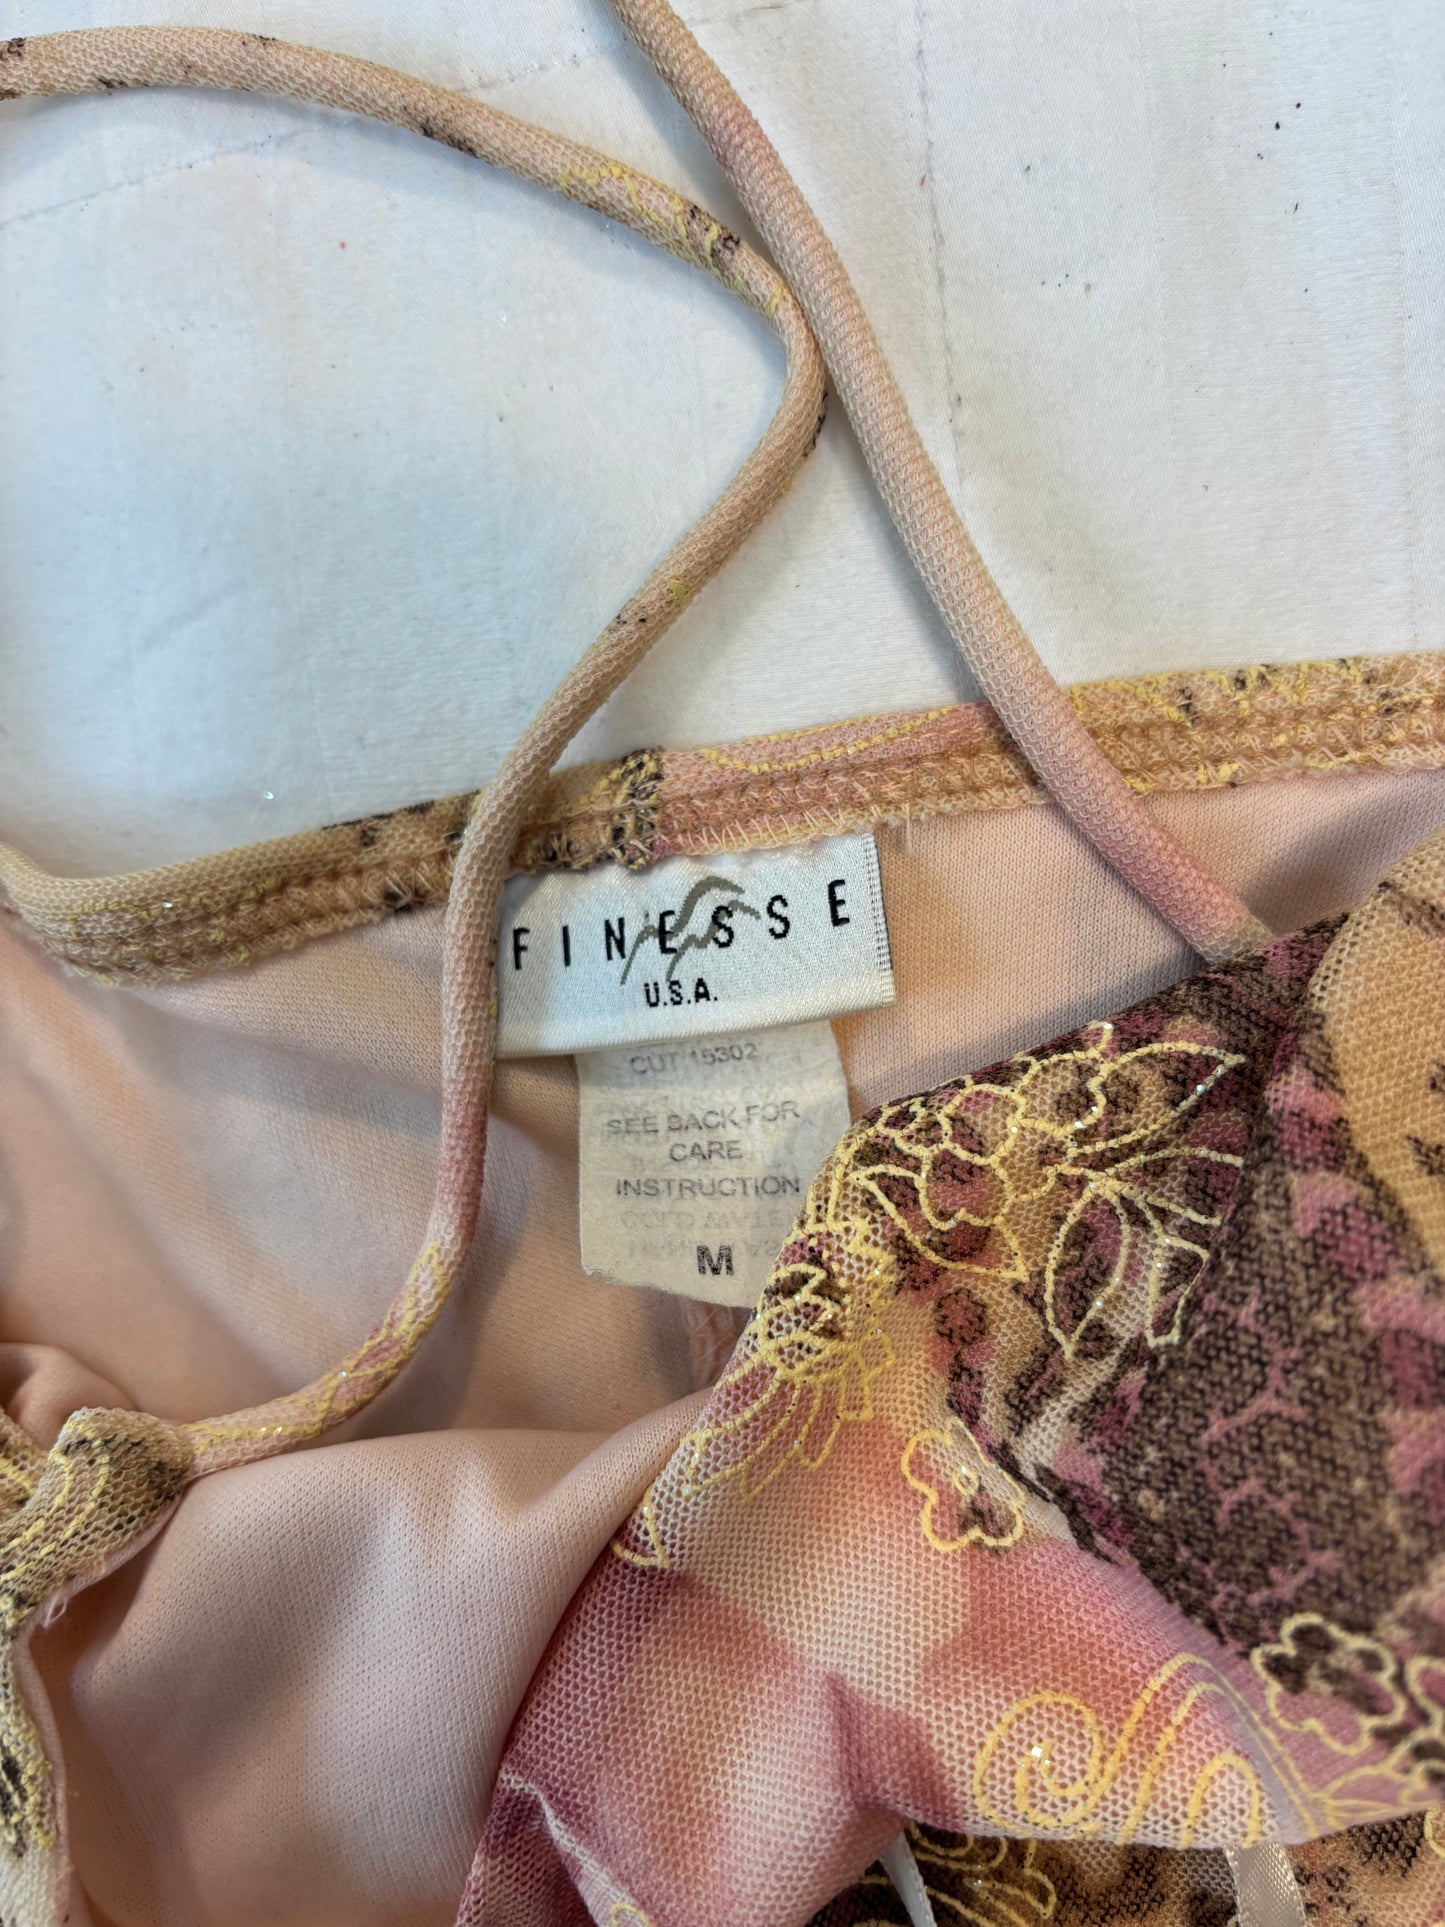 FINESSE
U.S.A.
CUT 15302
SEE BACK FOR
CARE
INSTRUCTION
M